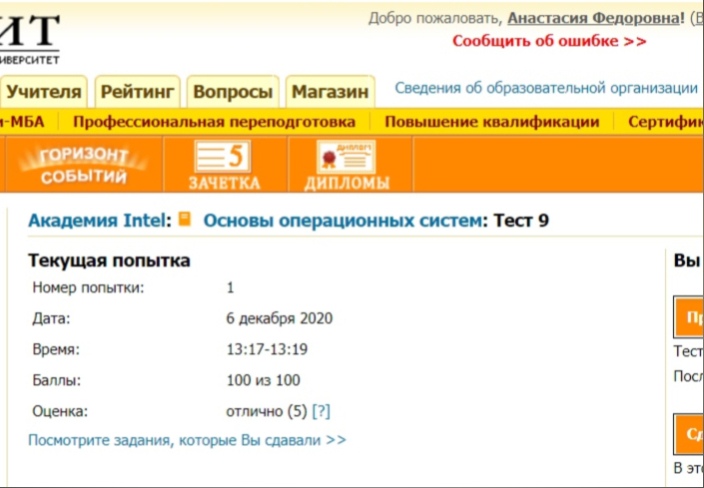 ИТ
Добро пожаловать, Анастасия Федоровна!
ИВЕРСИТЕТ
Сообщить об ошибке >>
Учителя Рейтинг Вопросы Магазин Сведения об образовательной организации
и-МБА Профессиональная переподготовка Повышение квалификации Сертифик
ГОРИЗОНТ СОБЫТИЙ
5 ЗАЧЕТКА
ДИПЛОМ ДИПЛОМЫ
Академия Intel: Основы операционных систем: Тест 9
Текущая попытка
Номер попытки: 1
Дата: 6 декабря 2020
Время: 13:17-13:19
Баллы: 100 из 100
Оценка: отлично (5) [?]
Посмотрите задания, которые Вы сдавали >>
Вы
Пр
Тест
Посл
Сд
В эт